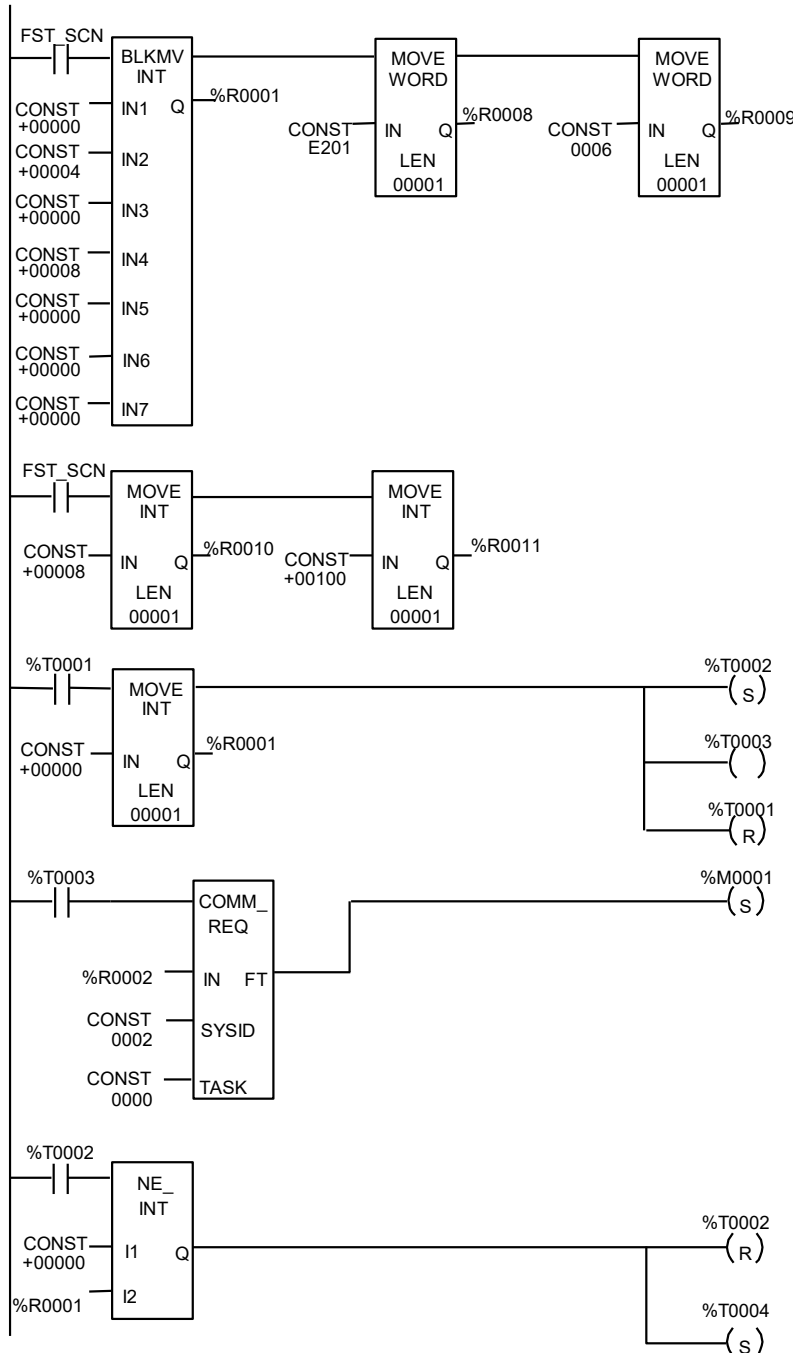 FST_SCN
BLKMV
INT
MOVE
WORD
MOVE
WORD
CONST
+00000
IN1 Q
%R0001
CONST
E201
IN Q
%R0008
CONST
0006
IN Q
%R0009
LEN
00001
LEN
00001
CONST
+00004
IN2
CONST
+00000
IN3
CONST
+00008
IN4
CONST
+00000
IN5
CONST
+00000
IN6
CONST
+00000
IN7
FST_SCN
MOVE
INT
MOVE
INT
CONST
+00008
IN Q
%R0010
CONST
+00100
IN Q
%R0011
LEN
00001
LEN
00001
%T0001
MOVE
INT
%T0002
S
CONST
+00000
IN Q
%R0001
LEN
00001
%T0003
%T0001
R
%T0003
COMM_
REQ
%M0001
S
%R0002
IN FT
CONST
0002
SYSID
CONST
0000
TASK
%T0002
NE_
INT
CONST
+00000
I1 Q
%T0002
R
%R0001
I2
%T0004
S